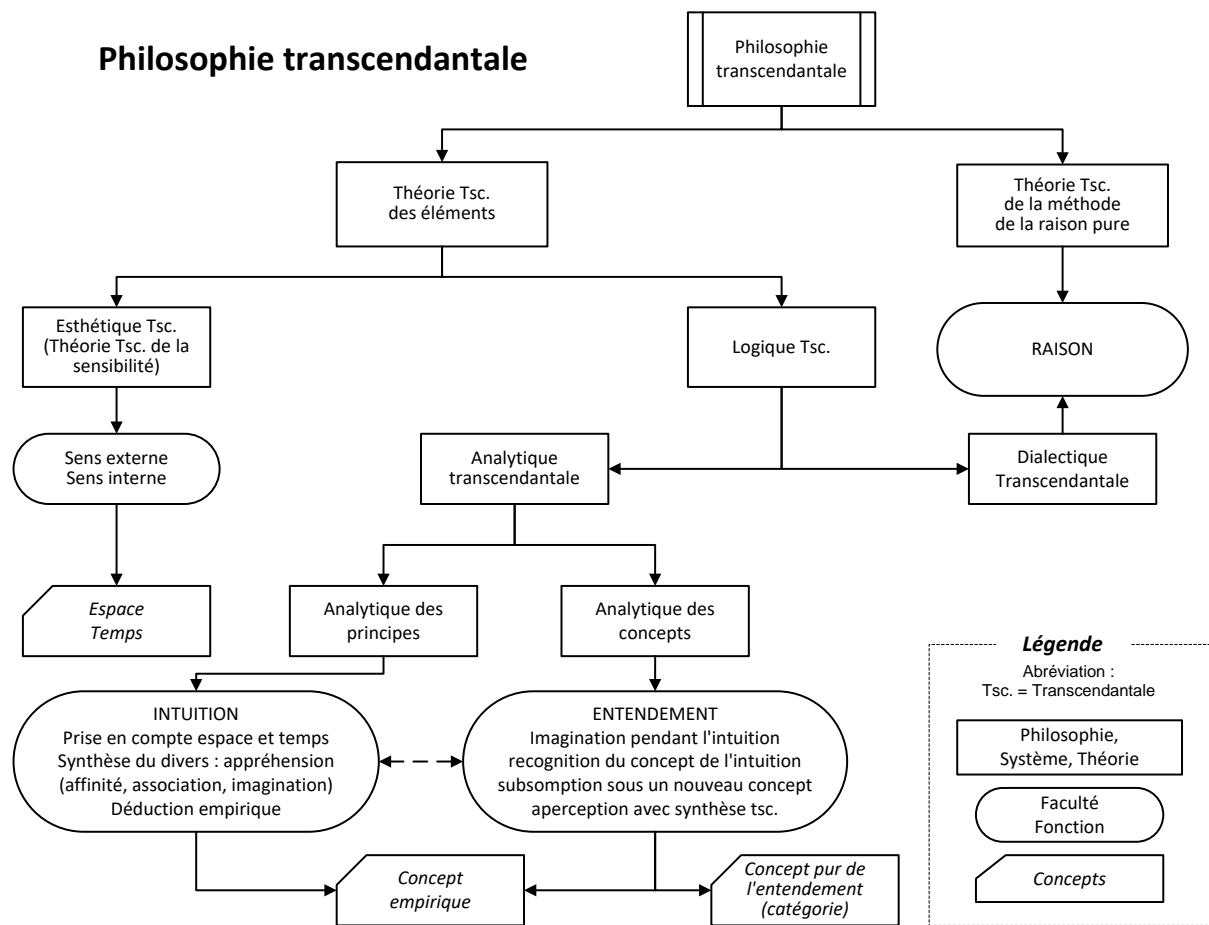 Philosophie transcendantale
Philosophie
transcendantale
Théorie Tsc.
des éléments
Théorie Tsc.
de la méthode
de la raison pure
Esthétique Tsc.
(Théorie Tsc. de la
sensibilité)
Logique Tsc.
RAISON
Sens externe
Sens interne
Analytique
transcendantale
Dialectique
Transcendantale
Espace
Temps
Analytique des
principes
Analytique des
concepts
INTUITION
Prise en compte espace et temps
Synthèse du divers : appréhension
(affinité, association, imagination)
Déduction empirique
ENTENDEMENT
Imagination pendant l'intuition
recognition du concept de l'intuition
subsomption sous un nouveau concept
aperception avec synthèse tsc.
Concept
empirique
Concept pur de
l'entendement
(catégorie)
Légende
Abréviation :
Tsc. = Transcendantale
Philosophie,
Système, Théorie
Faculté
Fonction
Concepts